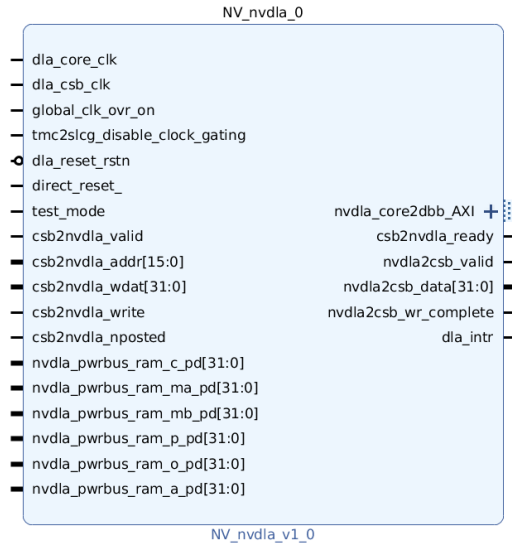 NV_nvdla_0
dla_core_clk
dla_csb_clk
global_clk_ovr_on
tmc2slcg_disable_clock_gating
dla_reset_rstn
direct_reset_
test_mode
csb2nvdla_valid
csb2nvdla_addr[15:0]
csb2nvdla_wdat[31:0]
csb2nvdla_write
csb2nvdla_nposted
nvdla_pwrbus_ram_c_pd[31:0]
nvdla_pwrbus_ram_ma_pd[31:0]
nvdla_pwrbus_ram_mb_pd[31:0]
nvdla_pwrbus_ram_p_pd[31:0]
nvdla_pwrbus_ram_o_pd[31:0]
nvdla_pwrbus_ram_a_pd[31:0]
nvdla_core2dbb_AXI
csb2nvdla_ready
nvdla2csb_valid
nvdla2csb_data[31:0]
nvdla2csb_wr_complete
dla_intr
NV_nvdla_v1_0